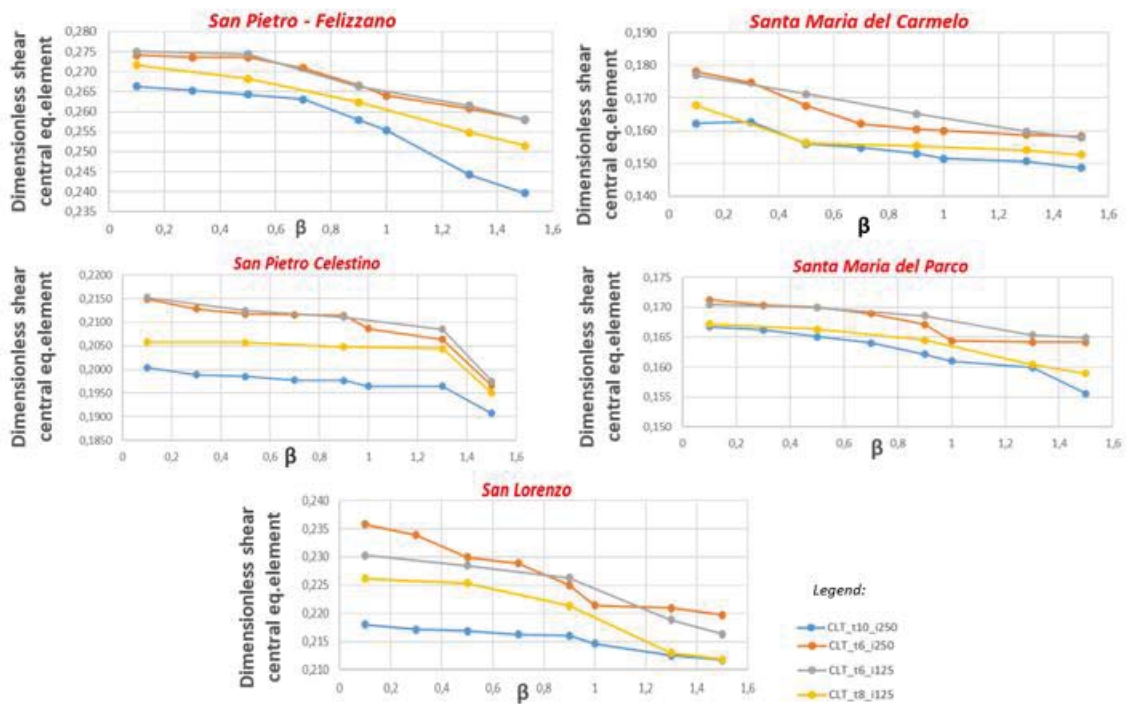 San Pietro - Felizzano
Dimensionless shear
central eq.element
0,280
0,275
0,270
0,265
0,260
0,255
0,250
0,245
0,240
0,235
0 0,2 0,4 0,6 0,8 1 1,2 1,4 1,6
β
Santa Maria del Carmelo
Dimensionless shear
central eq.element
0,190
0,180
0,170
0,160
0,150
0,140
0 0,2 0,4 0,6 0,8 1 1,2 1,4 1,6
β
San Pietro Celestino
Dimensionless shear
central eq.element
0,2200
0,2150
0,2100
0,2050
0,2000
0,1950
0,1900
0,1850
0 0,2 0,4 0,6 0,8 1 1,2 1,4 1,6
β
Santa Maria del Parco
Dimensionless shear
central eq.element
0,175
0,170
0,165
0,160
0,155
0,150
0 0,2 0,4 0,6 0,8 1 1,2 1,4 1,6
β
San Lorenzo
Dimensionless shear
central eq.element
0,240
0,235
0,230
0,225
0,220
0,215
0,210
0 0,2 0,4 0,6 0,8 1 1,2 1,4 1,6
β
Legend:
CLT_t10_i250
CLT_t6_i250
CLT_t6_i125
CLT_t8_i125